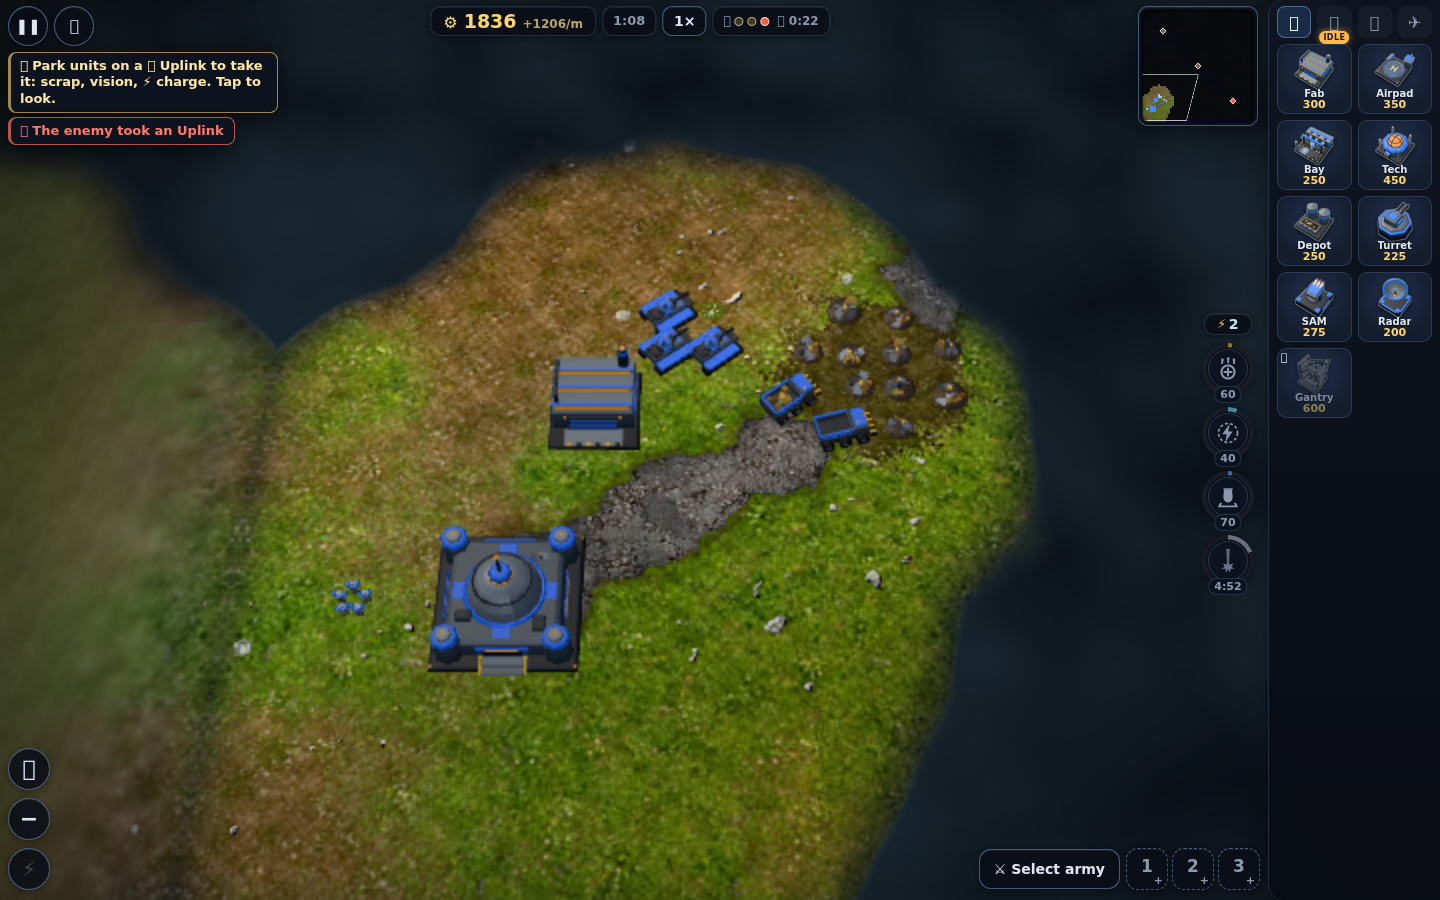 1836 +1206/m
1:08
1×
0:22
Park units on a Uplink to take
it: scrap, vision, ⚡ charge. Tap to
look.
The enemy took an Uplink
IDLE
Fab
300
Airpad
350
Bay
250
Tech
450
Depot
250
Turret
225
SAM
275
Radar
200
Gantry
600
⚡2
60
40
70
4:52
⚔ Select army
1+
2+
3+